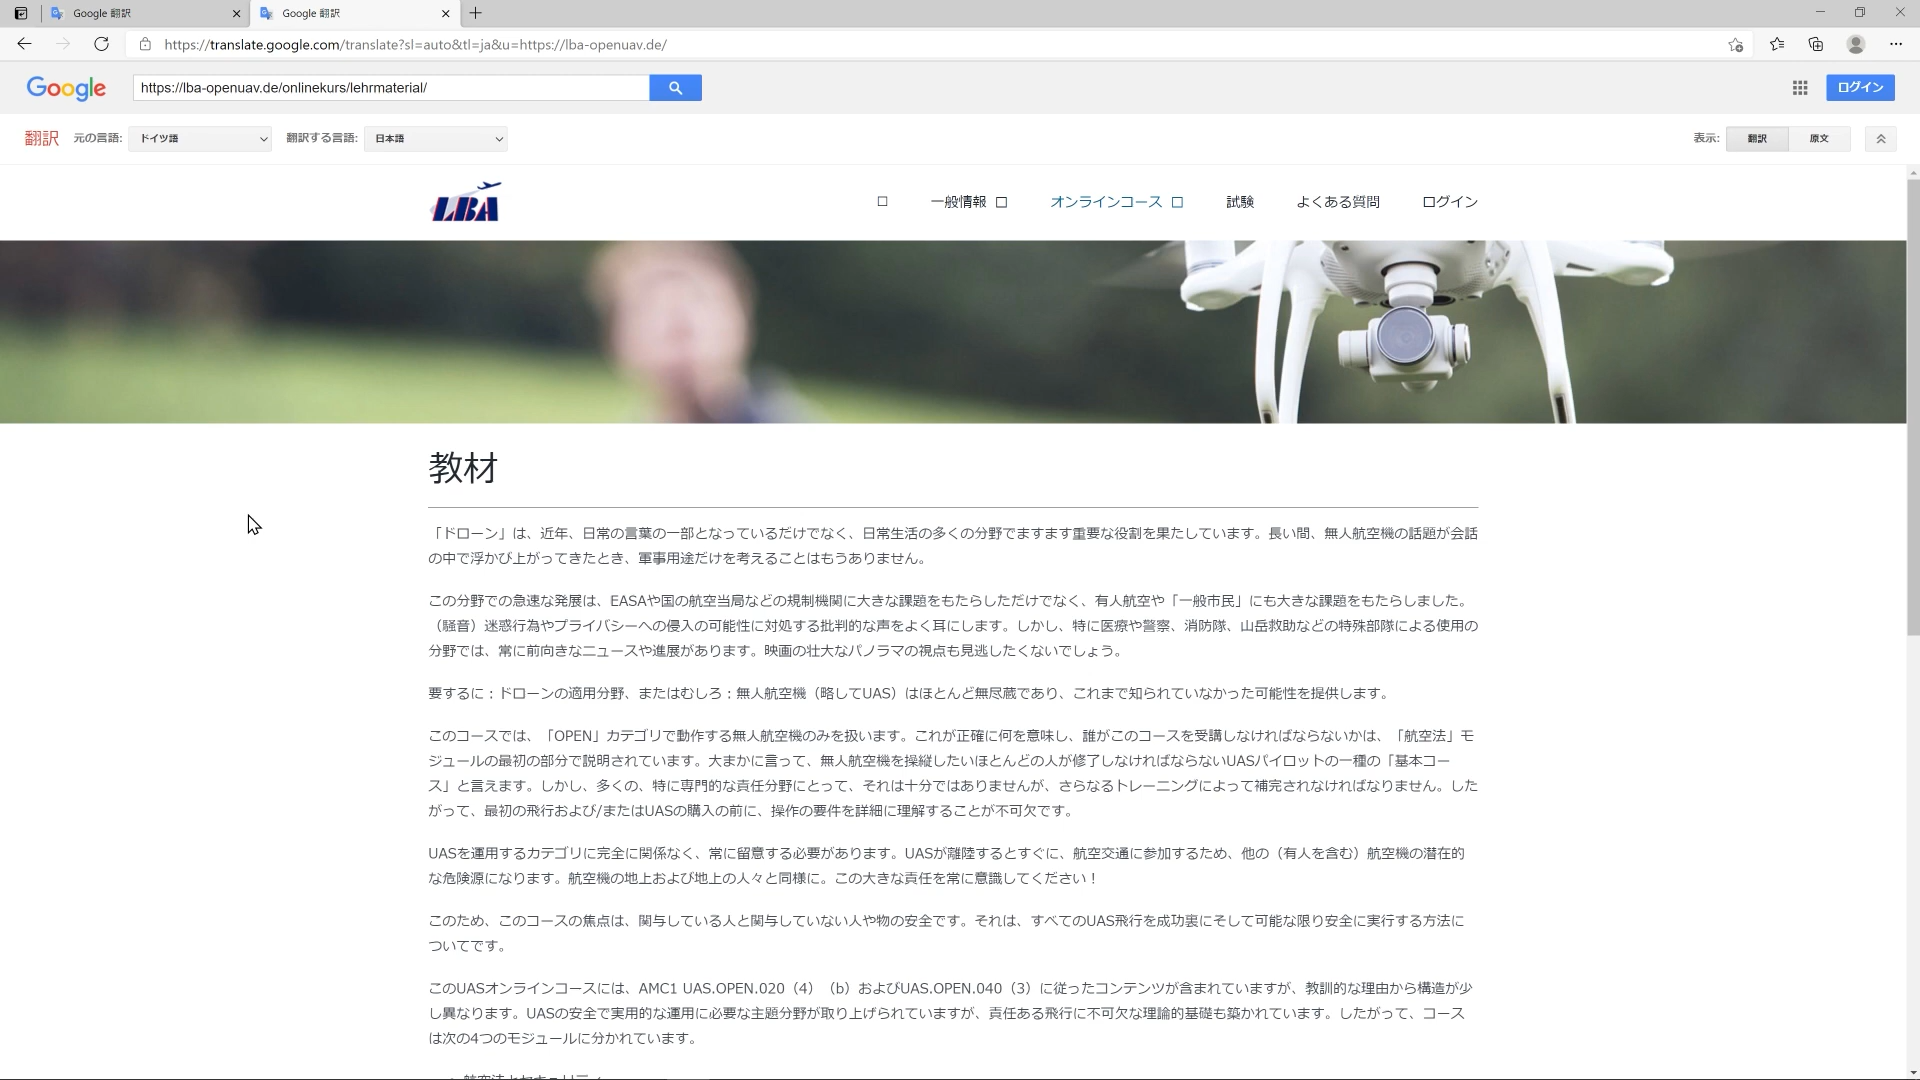 Google 翻訳
Google 翻訳
https://translate.google.com/translate?sl=auto&tl=ja&u=https://lba-openuav.de/
Google
https://lba-openuav.de/onlinekurs/lehrmaterial/
ログイン
翻訳 元の言語: ドイツ語 翻訳する言語: 日本語
表示: 翻訳 原文
LBA
一般情報 オンラインコース 試験 よくある質問 ログイン
教材
「ドローン」は、近年、日常の言葉の一部となっているだけでなく、日常生活の多くの分野でますます重要な役割を果たしています。長い間、無人航空機の話題が会話
の中で浮かび上がってきたとき、軍事用途だけを考えることはもうありません。
この分野での急速な発展は、EASAや国の航空当局などの規制機関に大きな課題をもたらしただけでなく、有人航空や「一般市民」にも大きな課題をもたらしました。
（騒音）迷惑行為やプライバシーへの侵入の可能性に対処する批判的な声をよく耳にします。しかし、特に医療や警察、消防隊、山岳救助などの特殊部隊による使用の
分野では、常に前向きなニュースや進展があります。映画の壮大なパノラマの視点も見逃したくないでしょう。
要するに：ドローンの適用分野、またはむしろ：無人航空機（略してUAS）はほとんど無尽蔵であり、これまで知られていなかった可能性を提供します。
このコースでは、「OPEN」カテゴリで動作する無人航空機のみを扱います。これが正確に何を意味し、誰がこのコースを受講しなければならないかは、「航空法」モ
ジュールの最初の部分で説明されています。大まかに言って、無人航空機を操縦したいほとんどの人が修了しなければならないUASパイロットの一種の「基本コー
ス」と言えます。しかし、多くの、特に専門的な責任分野にとって、それは十分ではありませんが、さらなるトレーニングによって補完されなければなりません。した
がって、最初の飛行および/またはUASの購入の前に、操作の要件を詳細に理解することが不可欠です。
UASを運用するカテゴリに完全に関係なく、常に留意する必要があります。UASが離陸するとすぐに、航空交通に参加するため、他の（有人を含む）航空機の潜在的
な危険源になります。航空機の地上および地上の人々と同様に。この大きな責任を常に意識してください！
このため、このコースの焦点は、関与している人と関与していない人や物の安全です。それは、すべてのUAS飛行を成功裏にそして可能な限り安全に実行する方法に
ついてです。
このUASオンラインコースには、AMC1 UAS.OPEN.020（4）（b）およびUAS.OPEN.040（3）に従ったコンテンツが含まれていますが、教訓的な理由から構造が少
し異なります。UASの安全で実用的な運用に必要な主題分野が取り上げられていますが、責任ある飛行に不可欠な理論的基礎も築かれています。したがって、コース
は次の4つのモジュールに分かれています。